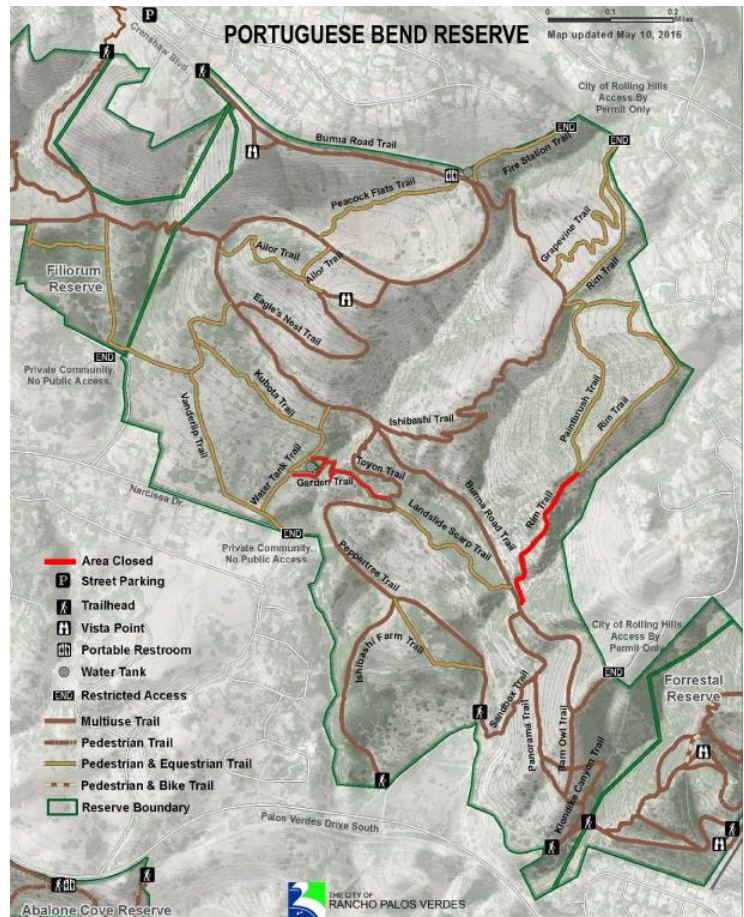 P
PORTUGUESE BEND RESERVE
0 0.1 0.2
Miles
Map updated May 10, 2016
Crenshaw Blvd.
City of Rolling Hills
Access By
Permit Only
Burma Road Trail
END
Fire Station Trail
END
Peacock Flats Trail
Grapevine Trail
Ailor Trail
Ailor Trail
Rim Trail
Filiorum
Reserve
Eagle's Nest Trail
END
Private Community.
No Public Access.
Kubota Trail
Paintbrush Trail
Rim Trail
Vanderlip Trail
Ishibashi Trail
Water Tank Trail
Toyon Trail
Garden Trail
Burma Road Trail
Rim Trail
Narcissa Dr.
Landslide Scarp Trail
END
Private Community.
No Public Access.
Peppertree Trail
Area Closed
P Street Parking
Trailhead
Vista Point
Portable Restroom
Water Tank
END Restricted Access
Multiuse Trail
Pedestrian Trail
Pedestrian & Equestrian Trail
Pedestrian & Bike Trail
Reserve Boundary
City of Rolling Hills
Access By
Permit Only
END
Ishibashi Farm Trail
Forrestal
Reserve
Sandbox Trail
Panorama Trail
Barn Owl Trail
Klondike Canyon Trail
Palos Verdes Drive South
Abalone Cove Reserve
THE CITY OF
RANCHO PALOS VERDES